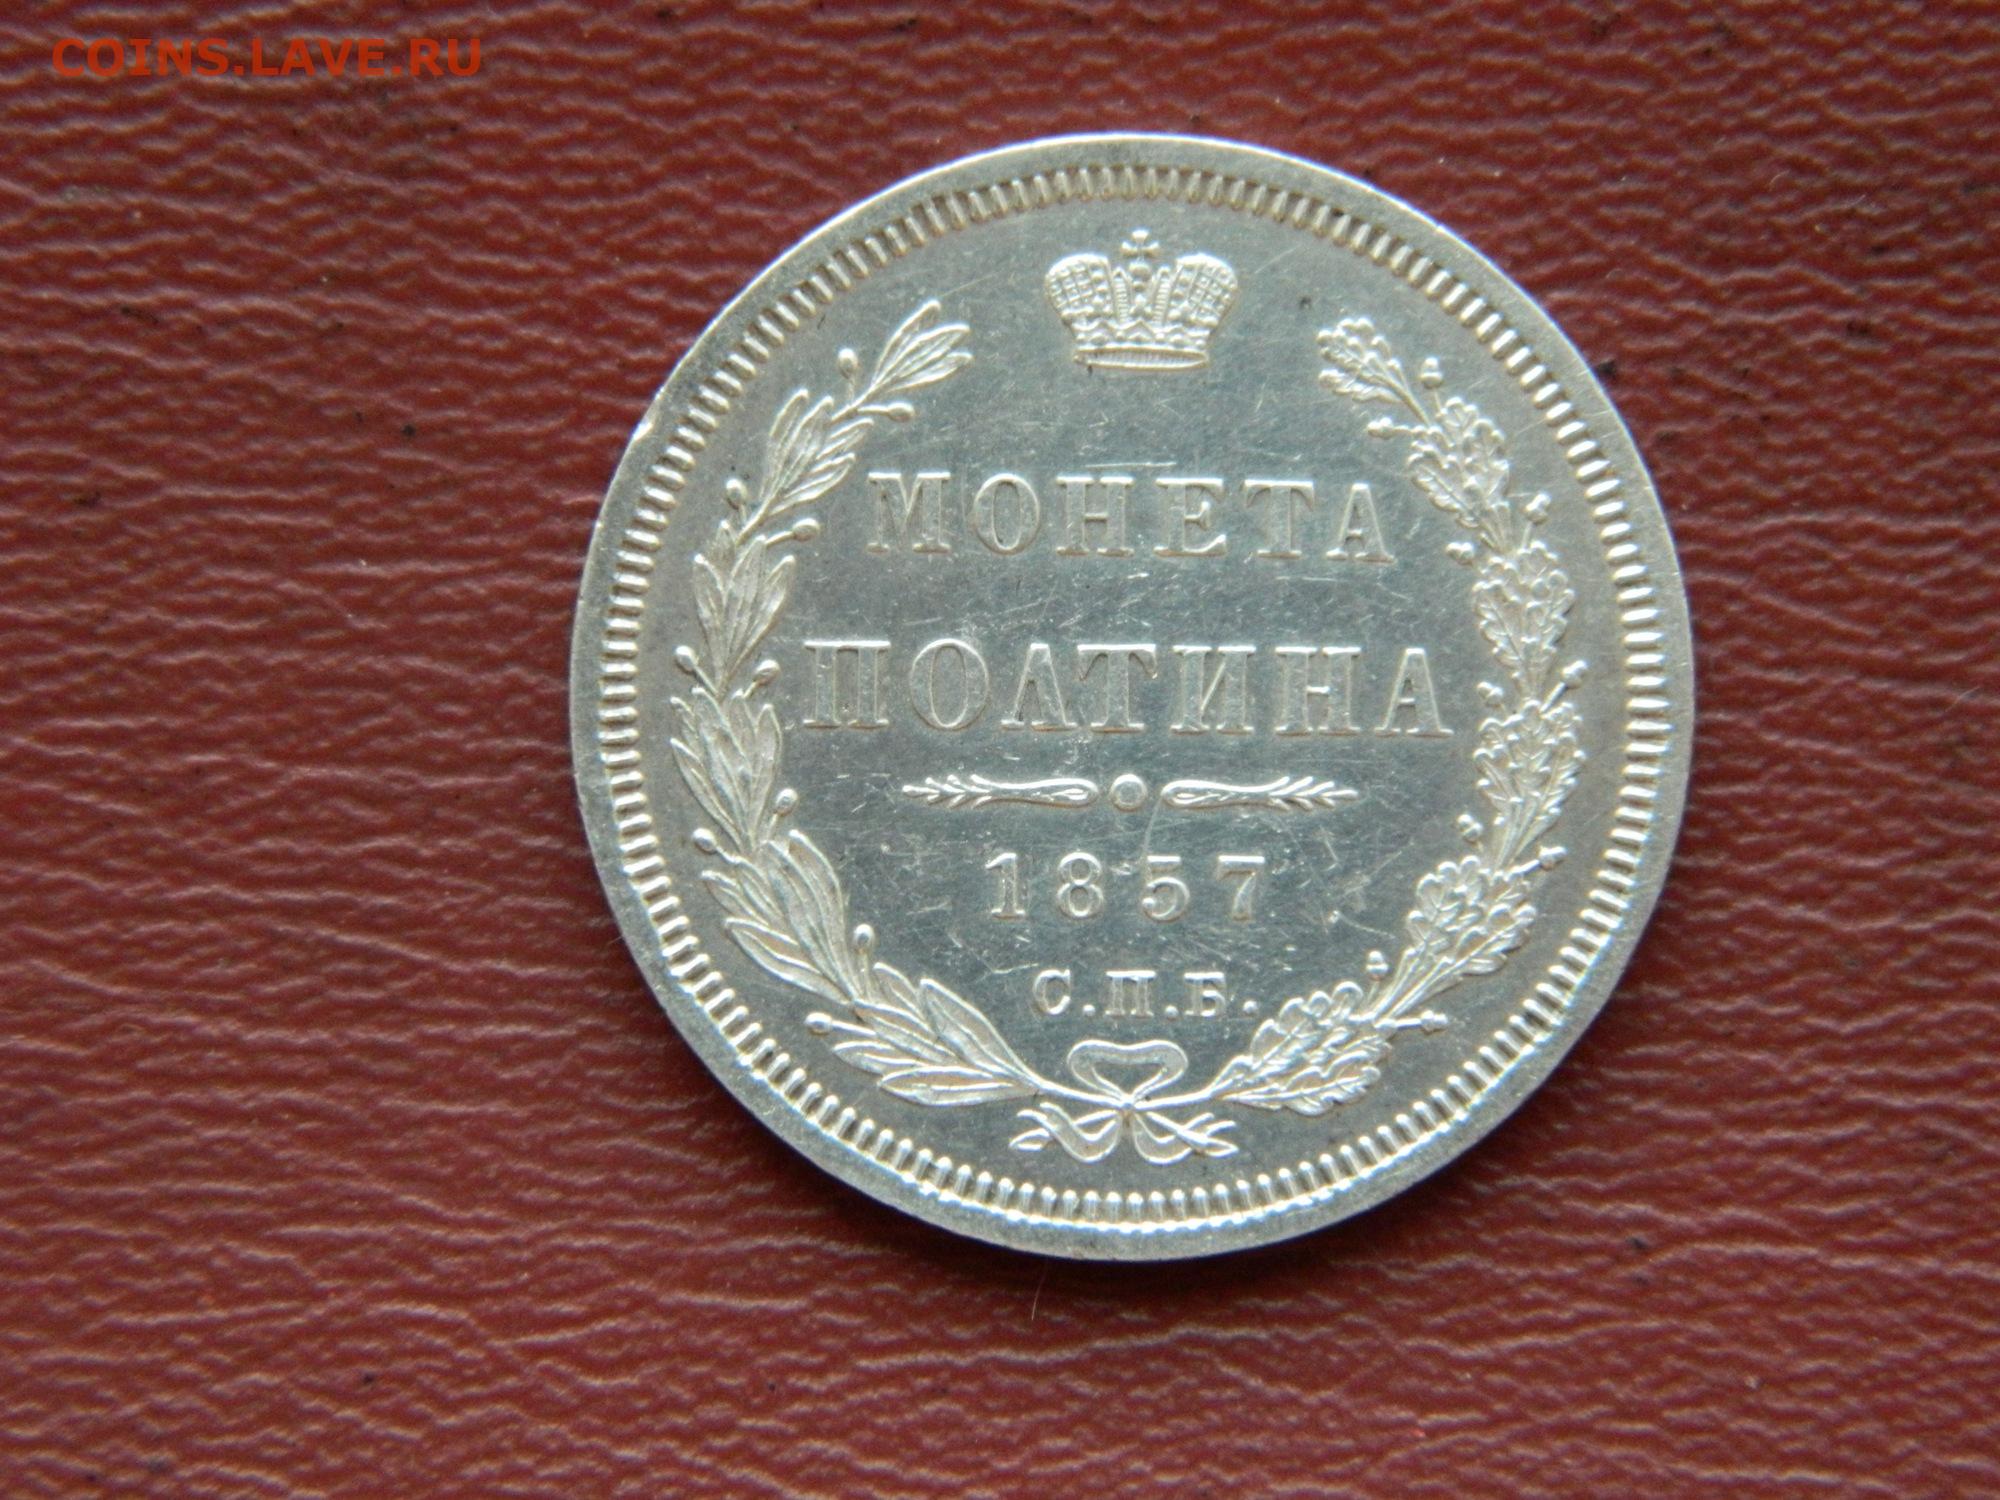 COINS.LAVE.RU
МОНЕТА
ПОЛТИНА
1857
С.П.Б.